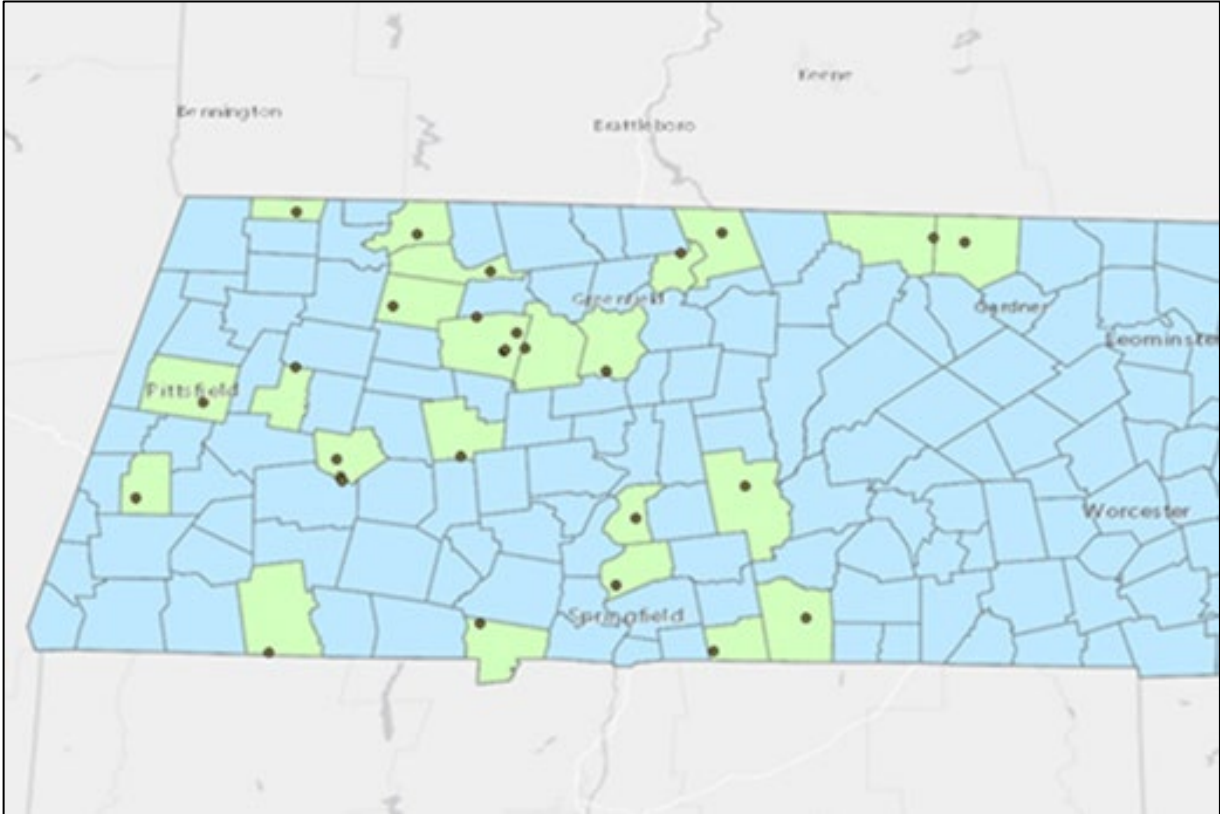 Keene
Bennington
Brattleboro
Greenfield
Gardner
Leominster
Pittsfield
Worcester
Springfield